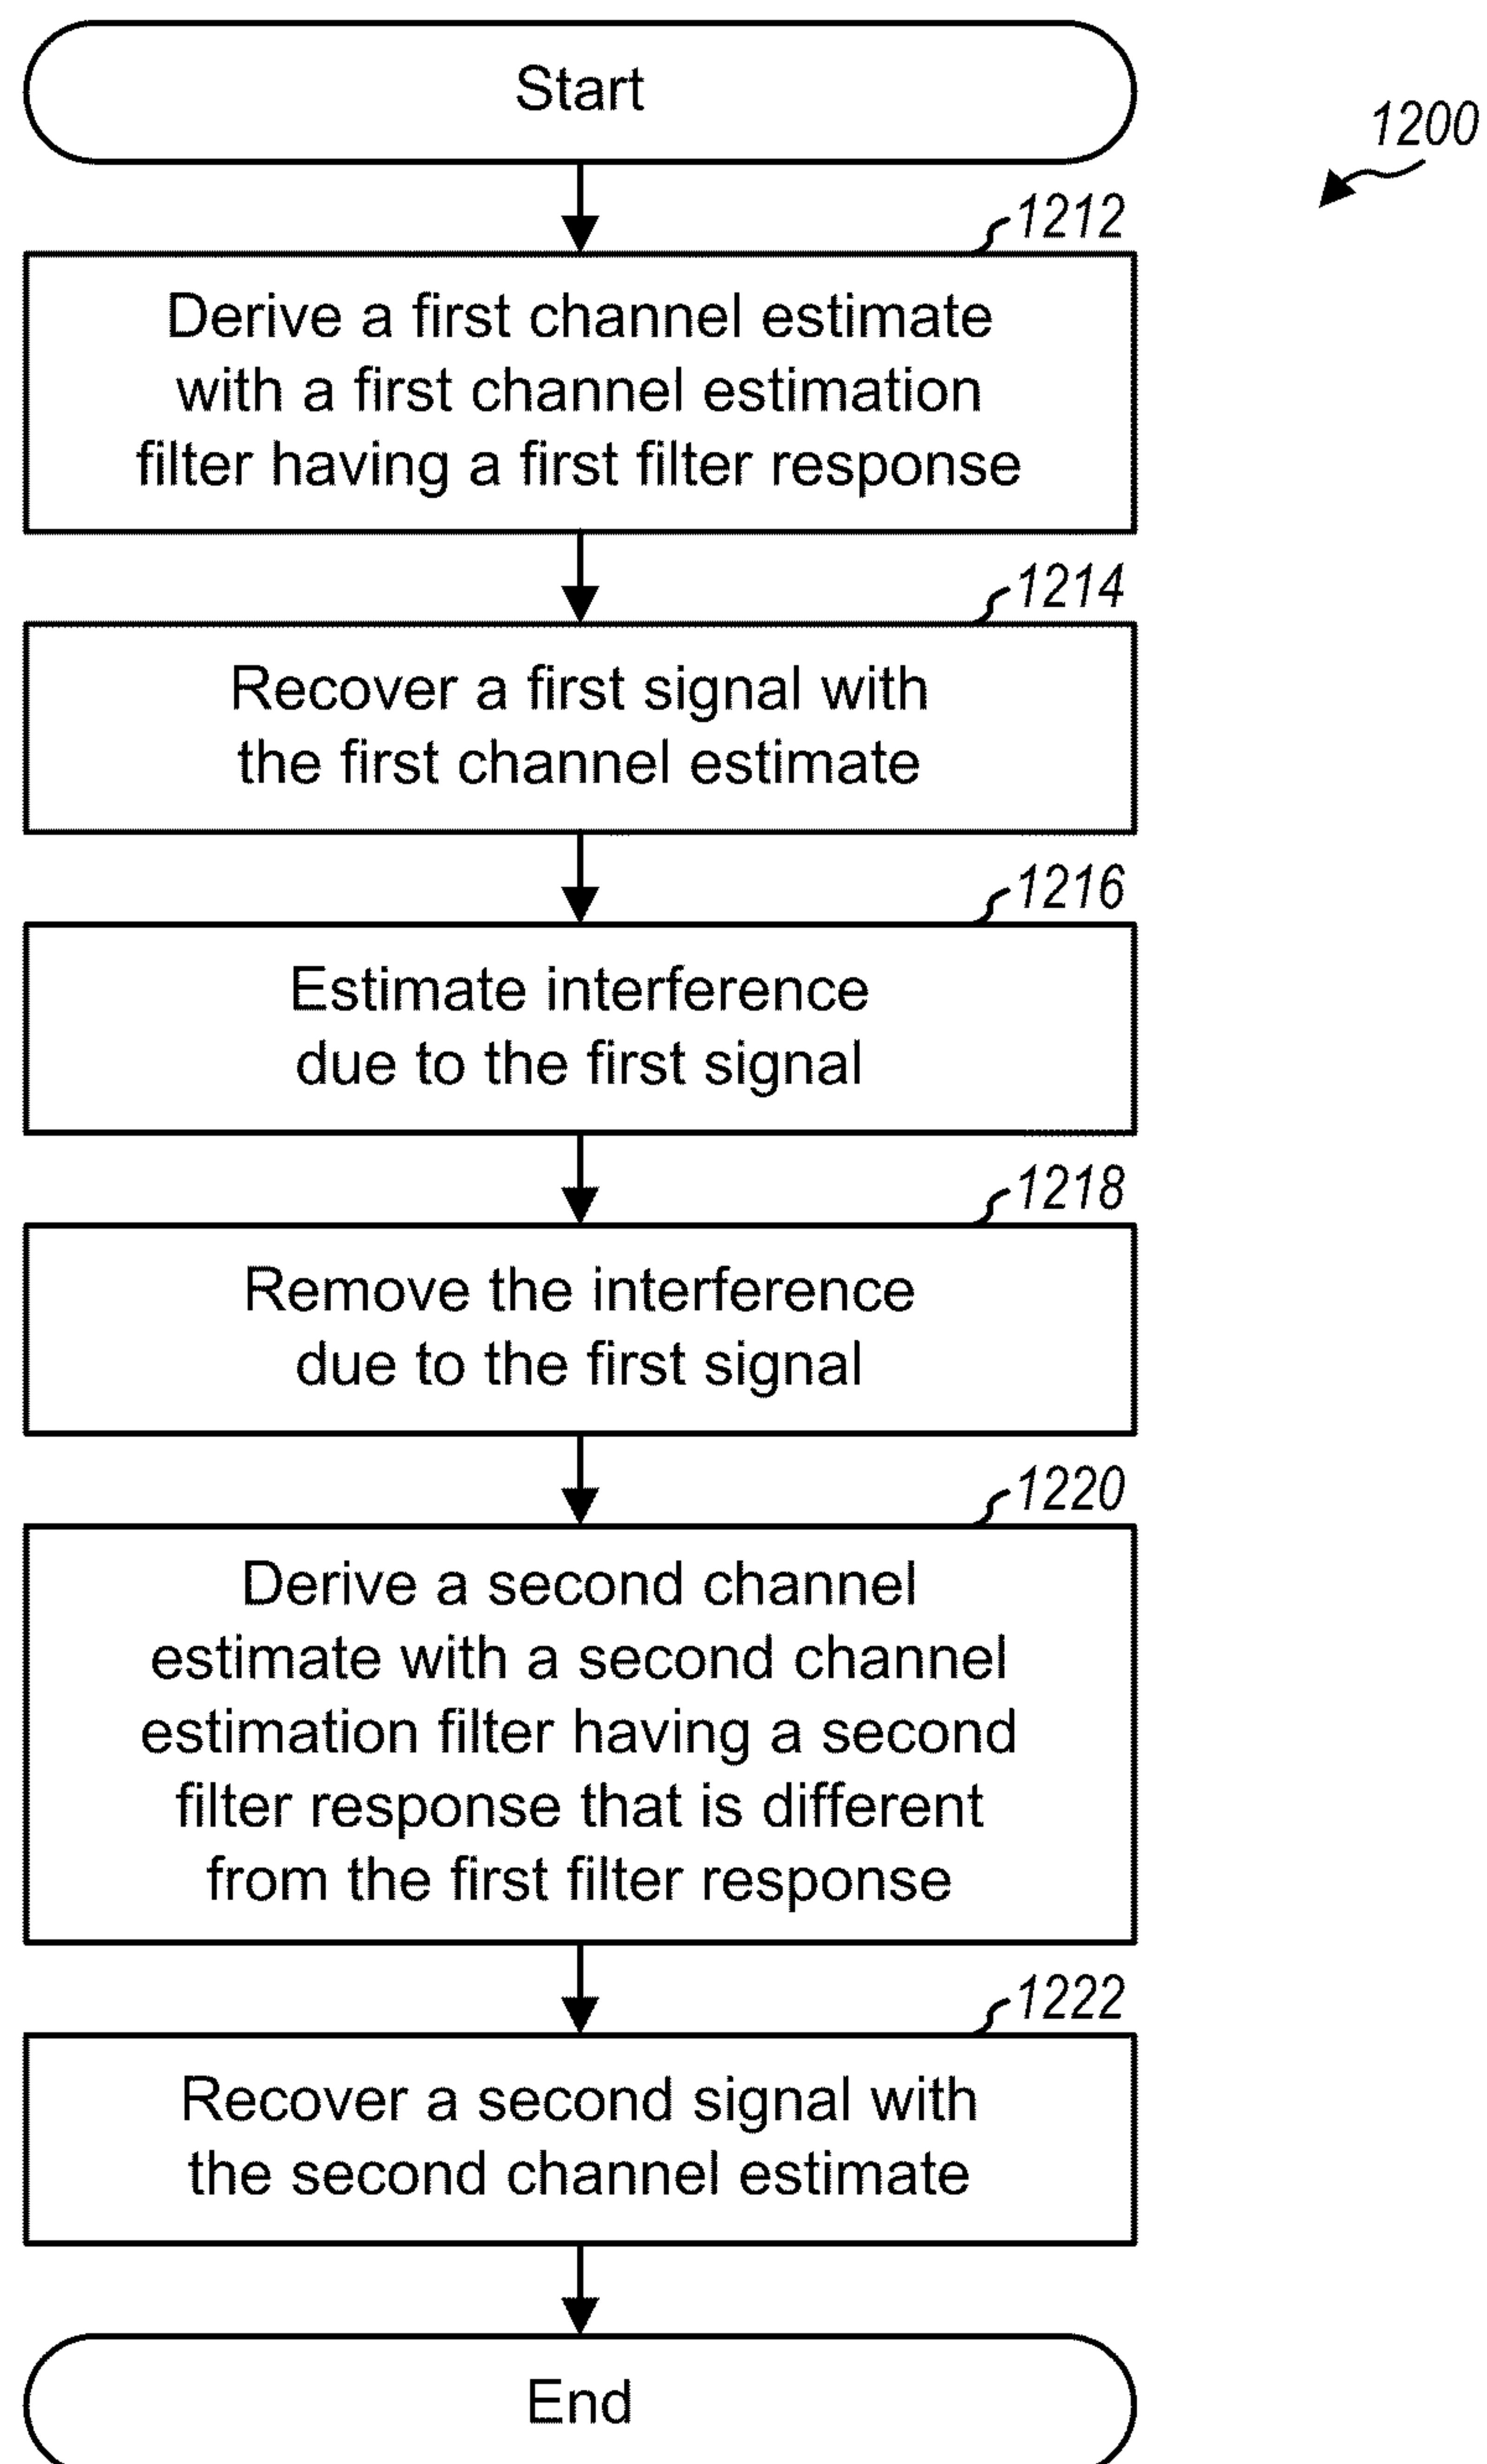 Start
1200
1212
Derive a first channel estimate
with a first channel estimation
filter having a first filter response
1214
Recover a first signal with
the first channel estimate
1216
Estimate interference
due to the first signal
1218
Remove the interference
due to the first signal
1220
Derive a second channel
estimate with a second channel
estimation filter having a second
filter response that is different
from the first filter response
1222
Recover a second signal with
the second channel estimate
End